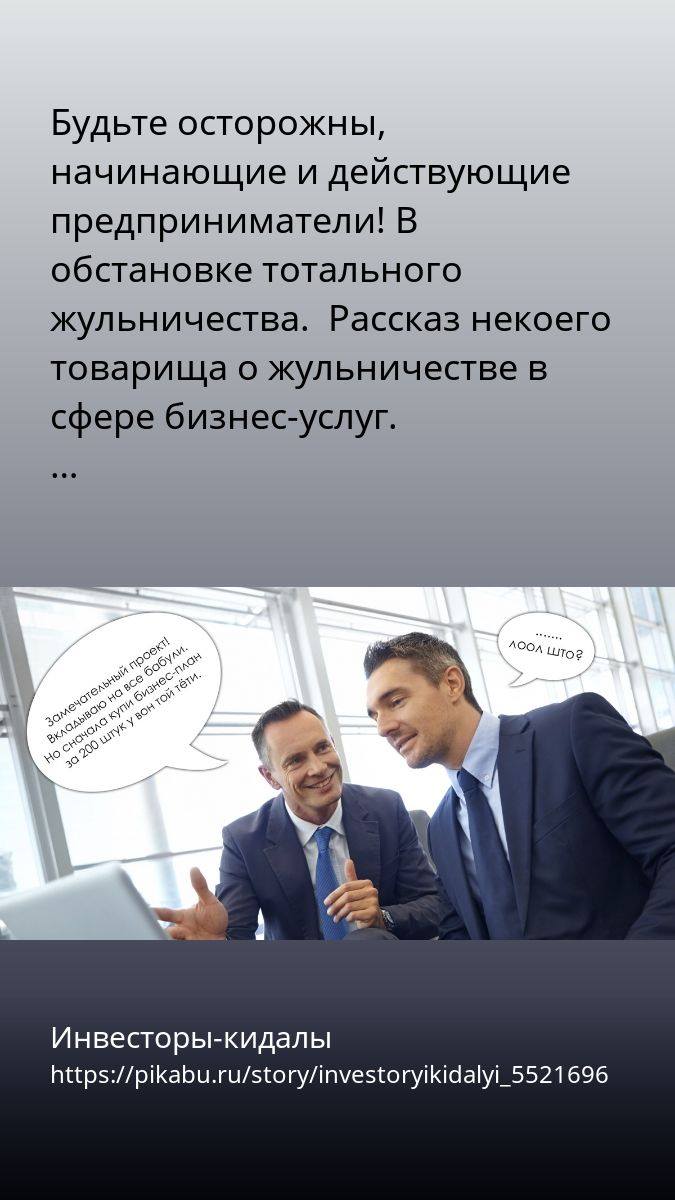 Будьте осторожны,
начинающие и действующие
предприниматели! В
обстановке тотального
жульничества.  Рассказ некоего
товарища о жульничестве в
сфере бизнес-услуг.
...
Замечательный проект!
Вкладываю на все бабули.
Но сначала купи бизнес-план
за 200 штук у вон той тёти.
.......
лоол што?
Инвесторы-кидалы
https://pikabu.ru/story/investoryikidalyi_5521696